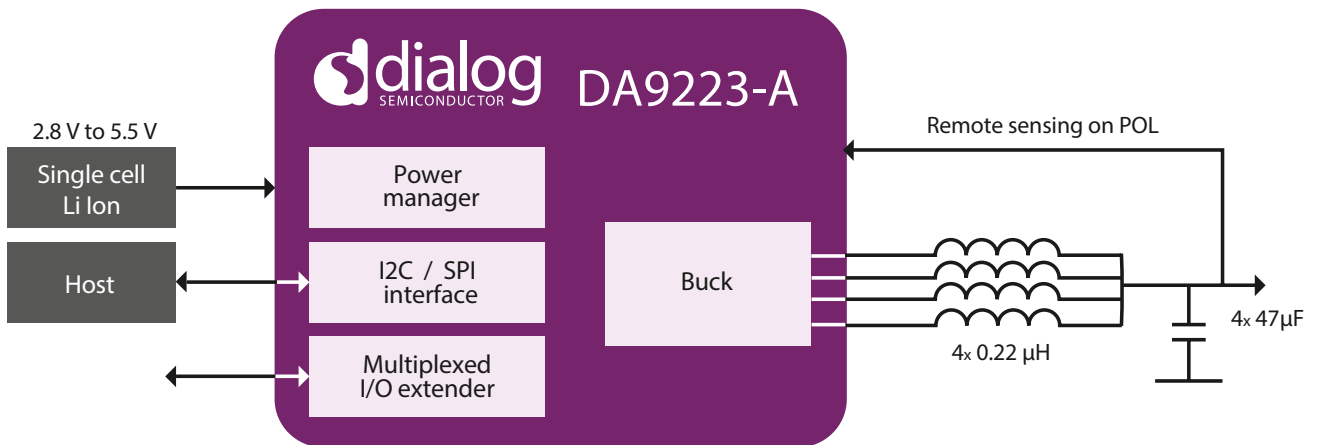 dialog
SEMICONDUCTOR
DA9223-A
2.8 V to 5.5 V
Single cell
Li Ion
Host
Power
manager
I2C / SPI
interface
Multiplexed
I/O extender
Buck
Remote sensing on POL
4x 0.22 µH
4x 47µF